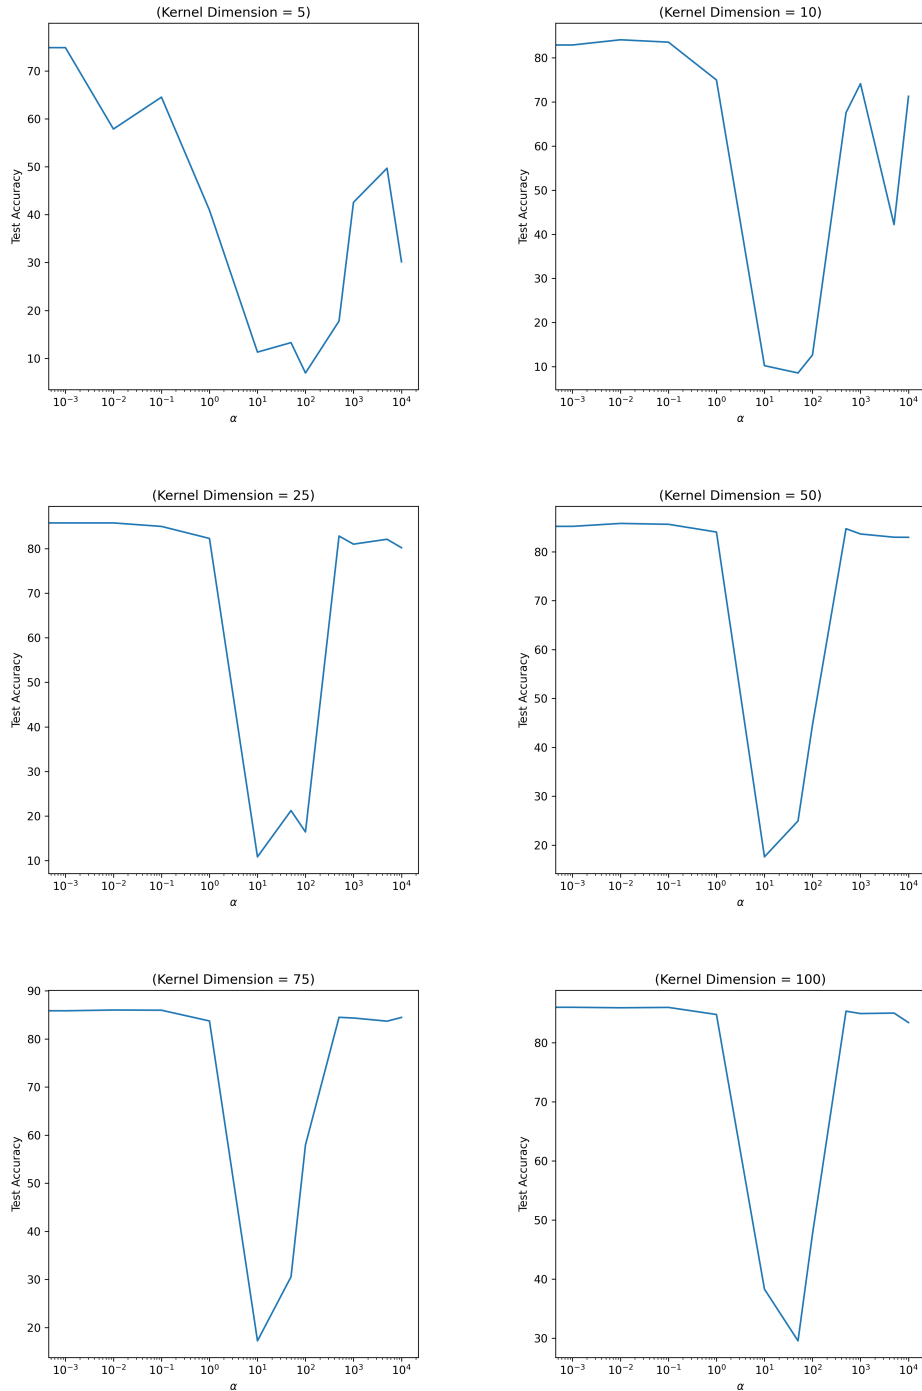 (Kernel Dimension = 5)
Test Accuracy
70
60
50
40
30
20
10
10⁻³ 10⁻² 10⁻¹ 10⁰ 10¹ 10² 10³ 10⁴
α
(Kernel Dimension = 10)
Test Accuracy
80
70
60
50
40
30
20
10
10⁻³ 10⁻² 10⁻¹ 10⁰ 10¹ 10² 10³ 10⁴
α
(Kernel Dimension = 25)
Test Accuracy
80
70
60
50
40
30
20
10
10⁻³ 10⁻² 10⁻¹ 10⁰ 10¹ 10² 10³ 10⁴
α
(Kernel Dimension = 50)
Test Accuracy
80
70
60
50
40
30
20
10⁻³ 10⁻² 10⁻¹ 10⁰ 10¹ 10² 10³ 10⁴
α
(Kernel Dimension = 75)
Test Accuracy
90
80
70
60
50
40
30
20
10⁻³ 10⁻² 10⁻¹ 10⁰ 10¹ 10² 10³ 10⁴
α
(Kernel Dimension = 100)
Test Accuracy
80
70
60
50
40
30
10⁻³ 10⁻² 10⁻¹ 10⁰ 10¹ 10² 10³ 10⁴
α